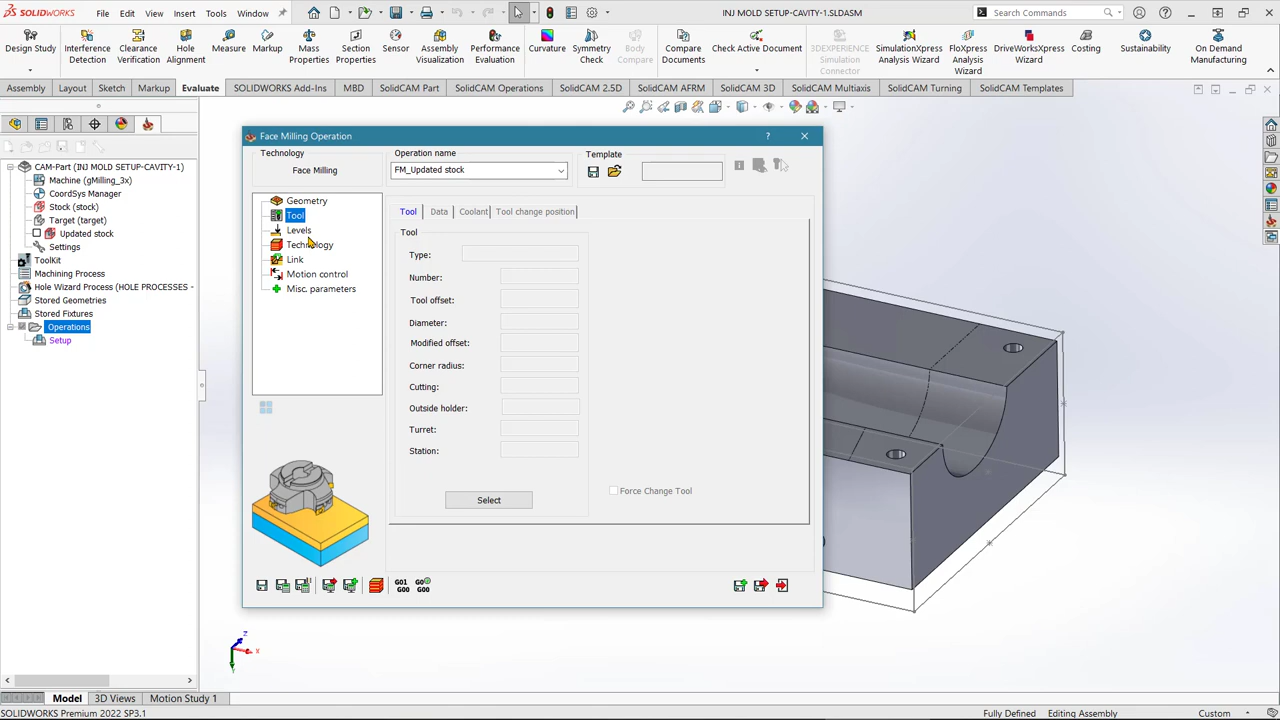 SOLIDWORKS File Edit View Insert Tools Window INJ MOLD SETUP-CAVITY-1.SLDASM Search Commands
Design Study
Interference Detection
Clearance Verification
Hole Alignment
Measure
Markup
Mass Properties
Section Properties
Sensor
Assembly Visualization
Performance Evaluation
Curvature
Symmetry Check
Body Compare
Compare Documents
Check Active Document
3DEXPERIENCE Simulation Connector
SimulationXpress Analysis Wizard
FloXpress Analysis Wizard
DriveWorksXpress Wizard
Costing
Sustainability
On Demand Manufacturing
Assembly Layout Sketch Markup Evaluate SOLIDWORKS Add-Ins MBD SolidCAM Part SolidCAM Operations SolidCAM 2.5D SolidCAM AFRM SolidCAM 3D SolidCAM Multiaxis SolidCAM Turning SolidCAM Templates
CAM-Part (INJ MOLD SETUP-CAVITY-1)
Machine (gMilling_3x)
CoordSys Manager
Stock (stock)
Target (target)
Updated stock
Settings
ToolKit
Machining Process
Hole Wizard Process (HOLE PROCESSES -
Stored Geometries
Stored Fixtures
Operations
Setup
Face Milling Operation
Technology
Face Milling
Operation name
FM_Updated stock
Template
Geometry
Tool
Levels
Technology
Link
Motion control
Misc. parameters
Tool Data Coolant Tool change position
Tool
Type:
Number:
Tool offset:
Diameter:
Modified offset:
Corner radius:
Cutting:
Outside holder:
Turret:
Station:
Select
Force Change Tool
G01 G0
G00 G00
Z
X
Y
Model 3D Views Motion Study 1
SOLIDWORKS Premium 2022 SP3.1 Fully Defined Editing Assembly Custom